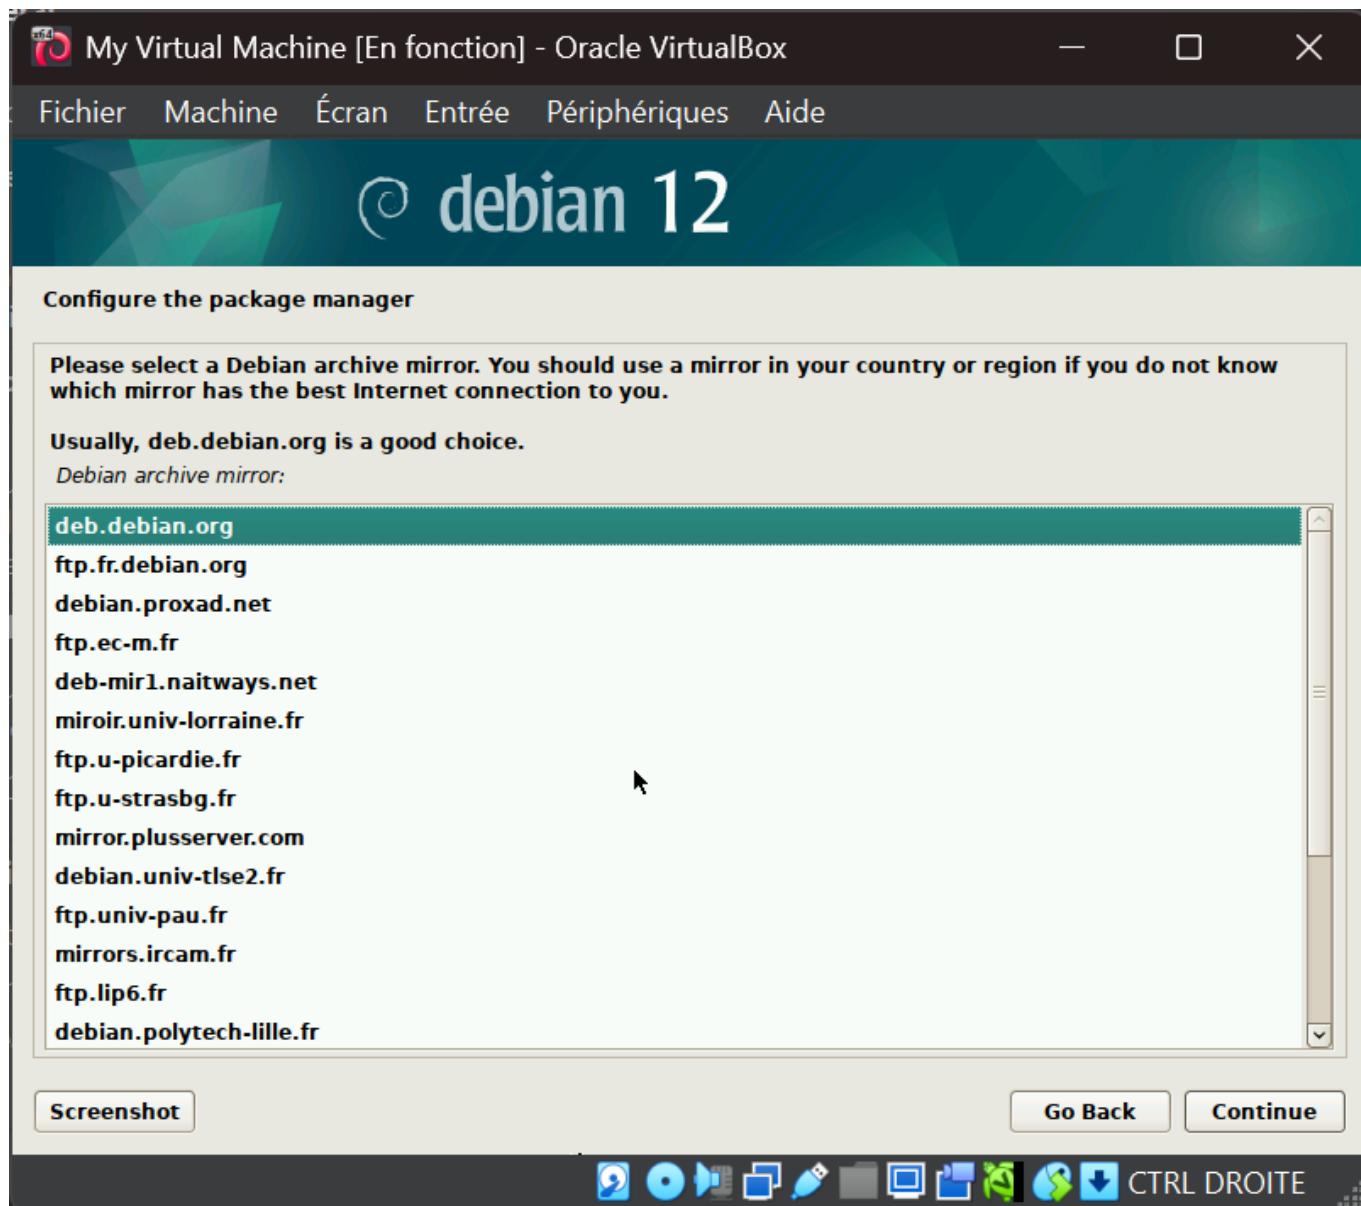 My Virtual Machine [En fonction] - Oracle VirtualBox
Fichier Machine Écran Entrée Périphériques Aide
debian 12
Configure the package manager
Please select a Debian archive mirror. You should use a mirror in your country or region if you do not know
which mirror has the best Internet connection to you.
Usually, deb.debian.org is a good choice.
Debian archive mirror:
deb.debian.org
ftp.fr.debian.org
debian.proxad.net
ftp.ec-m.fr
deb-mir1.naitways.net
miroir.univ-lorraine.fr
ftp.u-picardie.fr
ftp.u-strasbg.fr
mirror.plusserver.com
debian.univ-tlse2.fr
ftp.univ-pau.fr
mirrors.ircam.fr
ftp.lip6.fr
debian.polytech-lille.fr
Screenshot Go Back Continue
CTRL DROITE